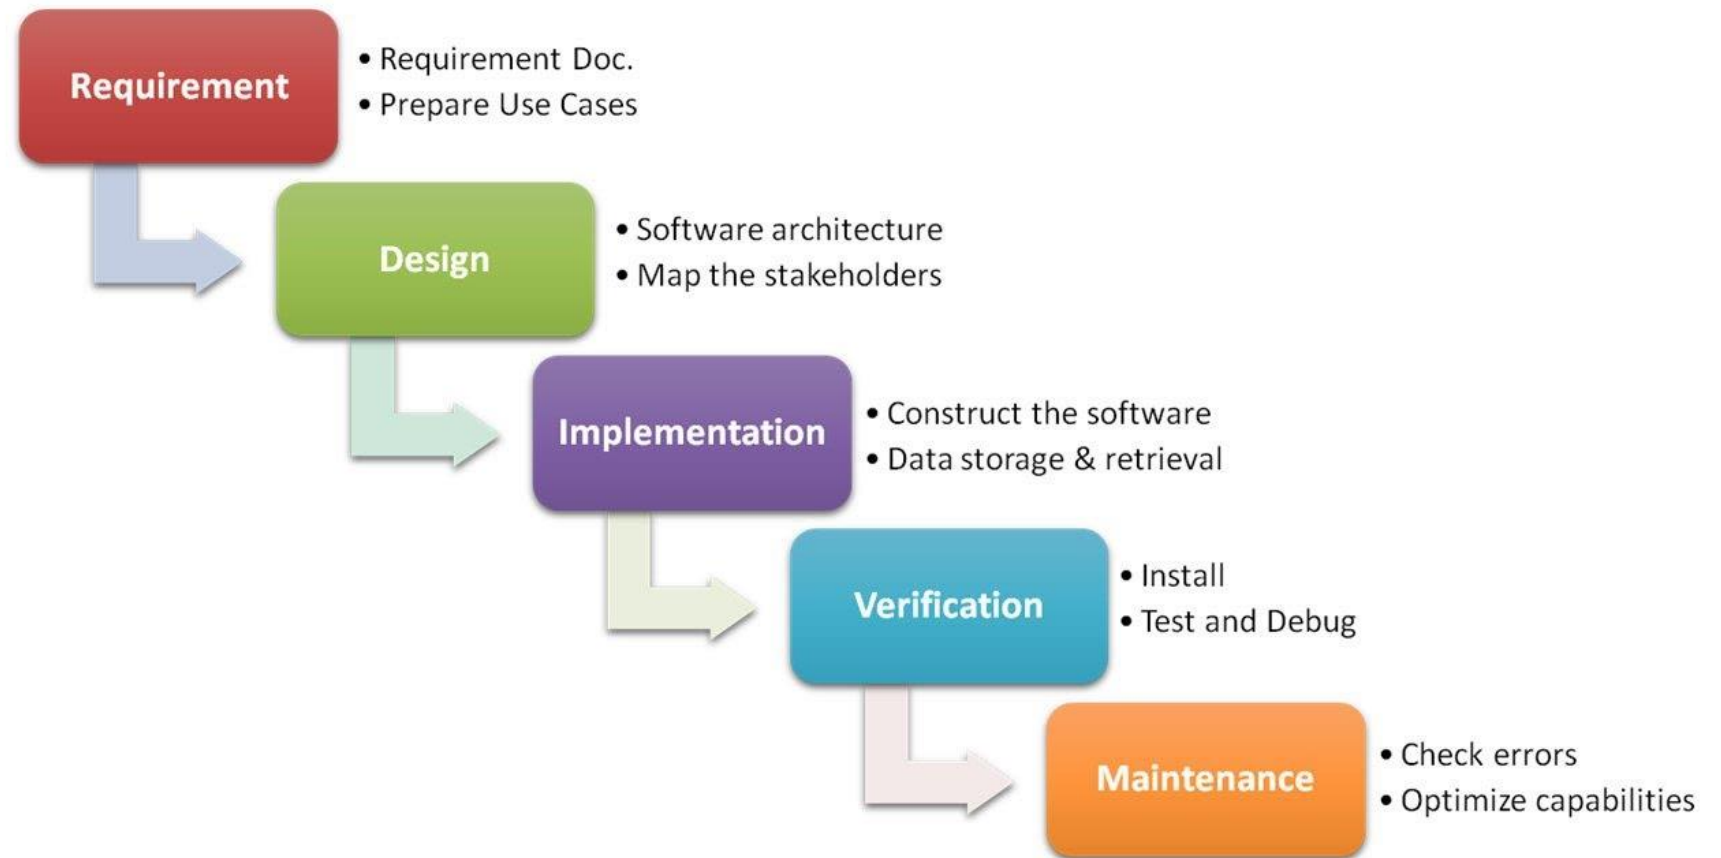 Requirement
• Requirement Doc.
• Prepare Use Cases
Design
• Software architecture
• Map the stakeholders
Implementation
• Construct the software
• Data storage & retrieval
Verification
• Install
• Test and Debug
Maintenance
• Check errors
• Optimize capabilities